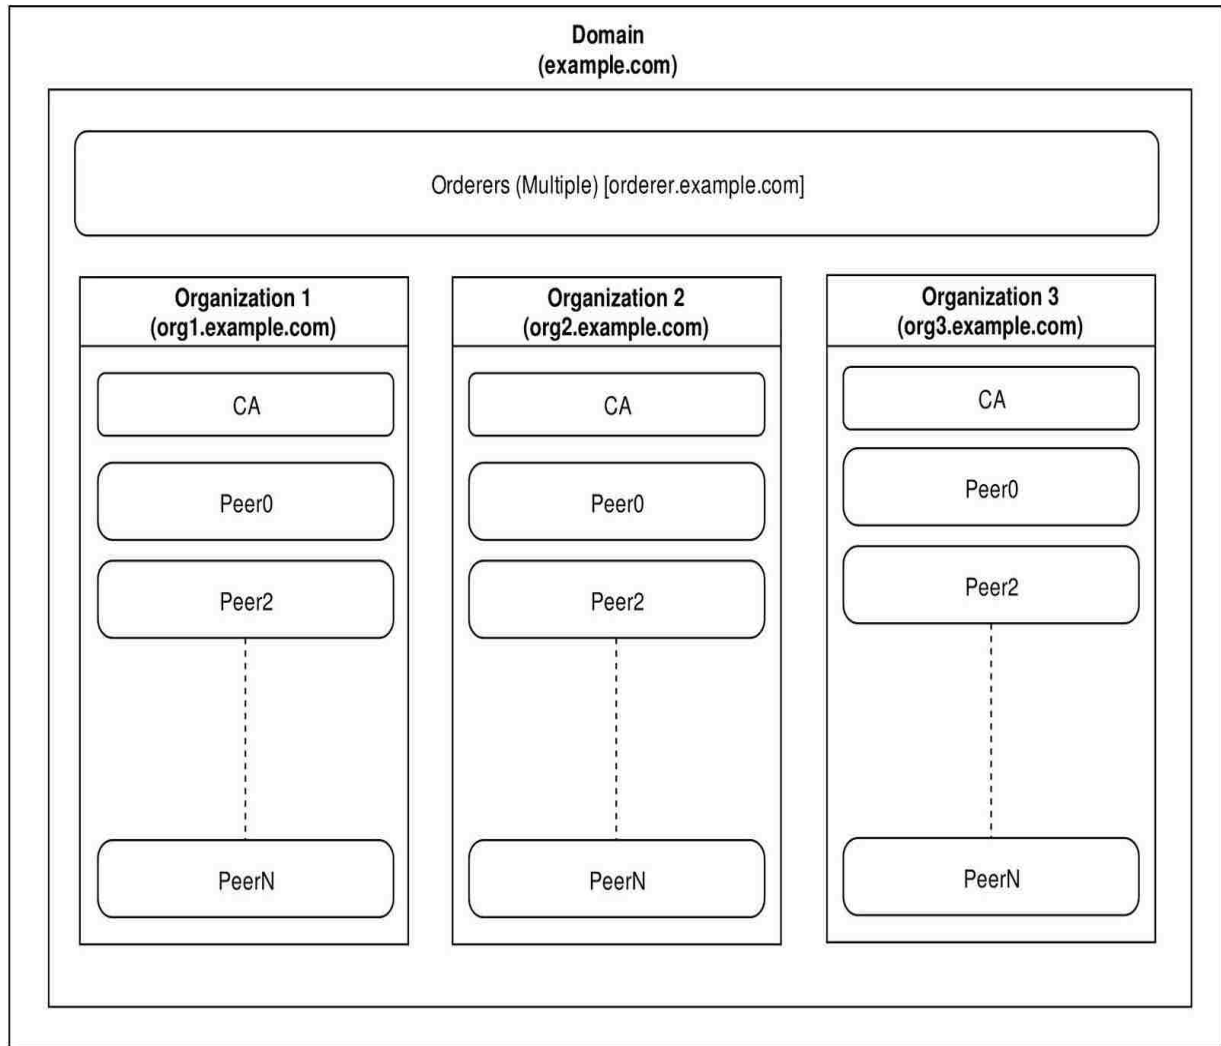 Domain
(example.com)
Orderers (Multiple) [orderer.example.com]
Organization 1
(org1.example.com)
CA
Peer0
Peer2
PeerN
Organization 2
(org2.example.com)
CA
Peer0
Peer2
PeerN
Organization 3
(org3.example.com)
CA
Peer0
Peer2
PeerN